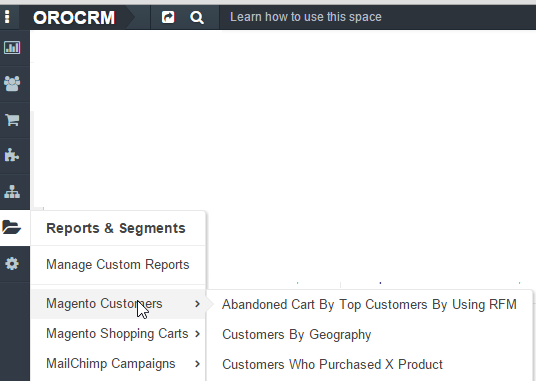 OROCRM Learn how to use this space
Reports & Segments
Manage Custom Reports
Magento Customers
Abandoned Cart By Top Customers By Using RFM
Magento Shopping Carts
Customers By Geography
MailChimp Campaigns
Customers Who Purchased X Product